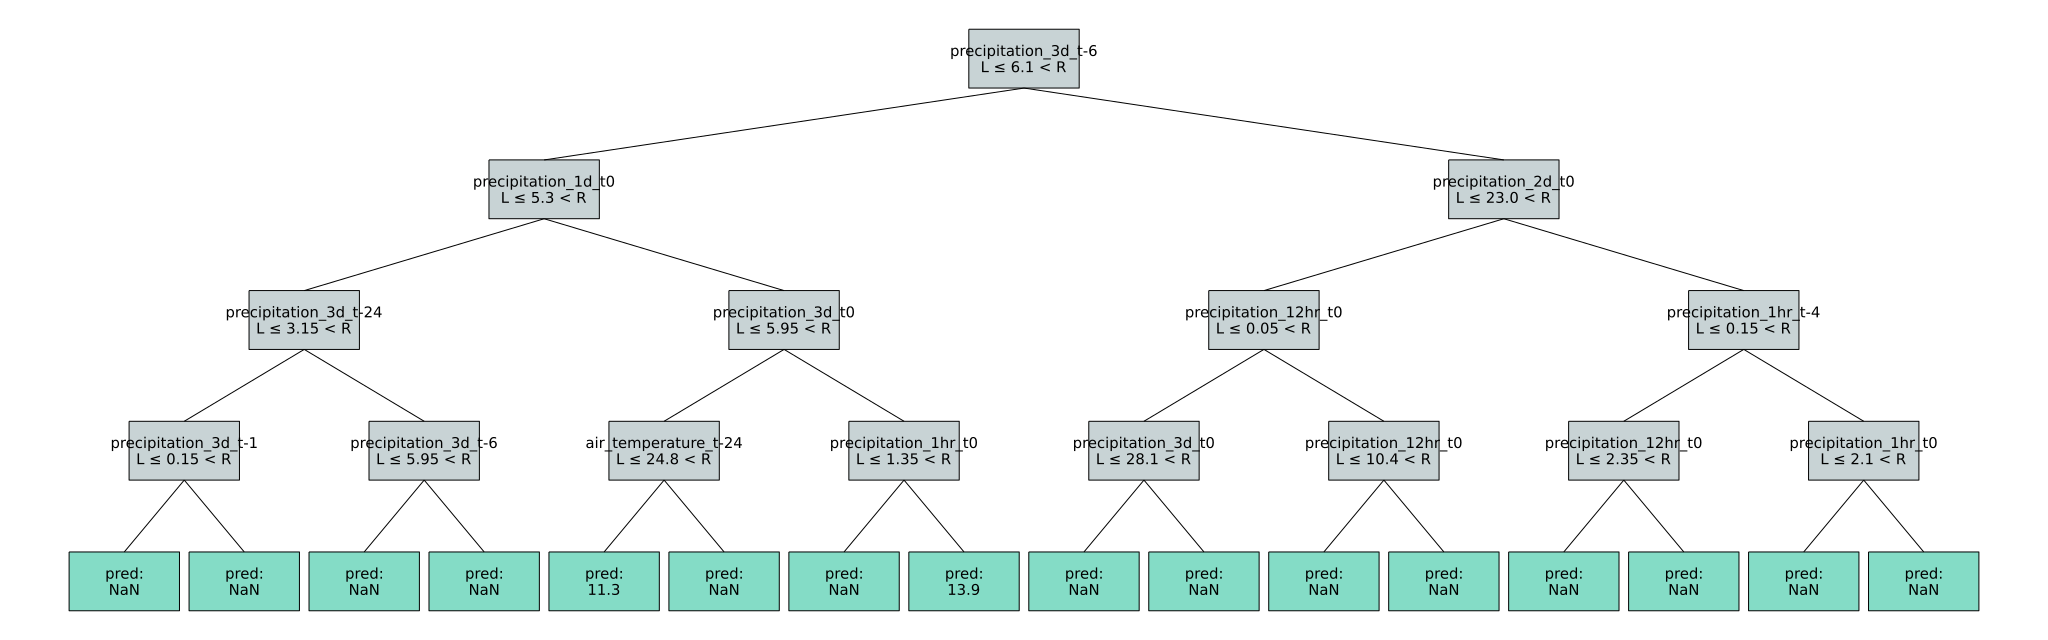 precipitation_3d_t-6
L ≤ 6.1 < R
precipitation_1d_t0
L ≤ 5.3 < R
precipitation_2d_t0
L ≤ 23.0 < R
precipitation_3d_t-24
L ≤ 3.15 < R
precipitation_3d_t0
L ≤ 5.95 < R
precipitation_12hr_t0
L ≤ 0.05 < R
precipitation_1hr_t-4
L ≤ 0.15 < R
precipitation_3d_t-1
L ≤ 0.15 < R
precipitation_3d_t-6
L ≤ 5.95 < R
air_temperature_t-24
L ≤ 24.8 < R
precipitation_1hr_t0
L ≤ 1.35 < R
precipitation_3d_t0
L ≤ 28.1 < R
precipitation_12hr_t0
L ≤ 10.4 < R
precipitation_12hr_t0
L ≤ 2.35 < R
precipitation_1hr_t0
L ≤ 2.1 < R
pred:
NaN
pred:
NaN
pred:
NaN
pred:
NaN
pred:
11.3
pred:
NaN
pred:
NaN
pred:
13.9
pred:
NaN
pred:
NaN
pred:
NaN
pred:
NaN
pred:
NaN
pred:
NaN
pred:
NaN
pred:
NaN